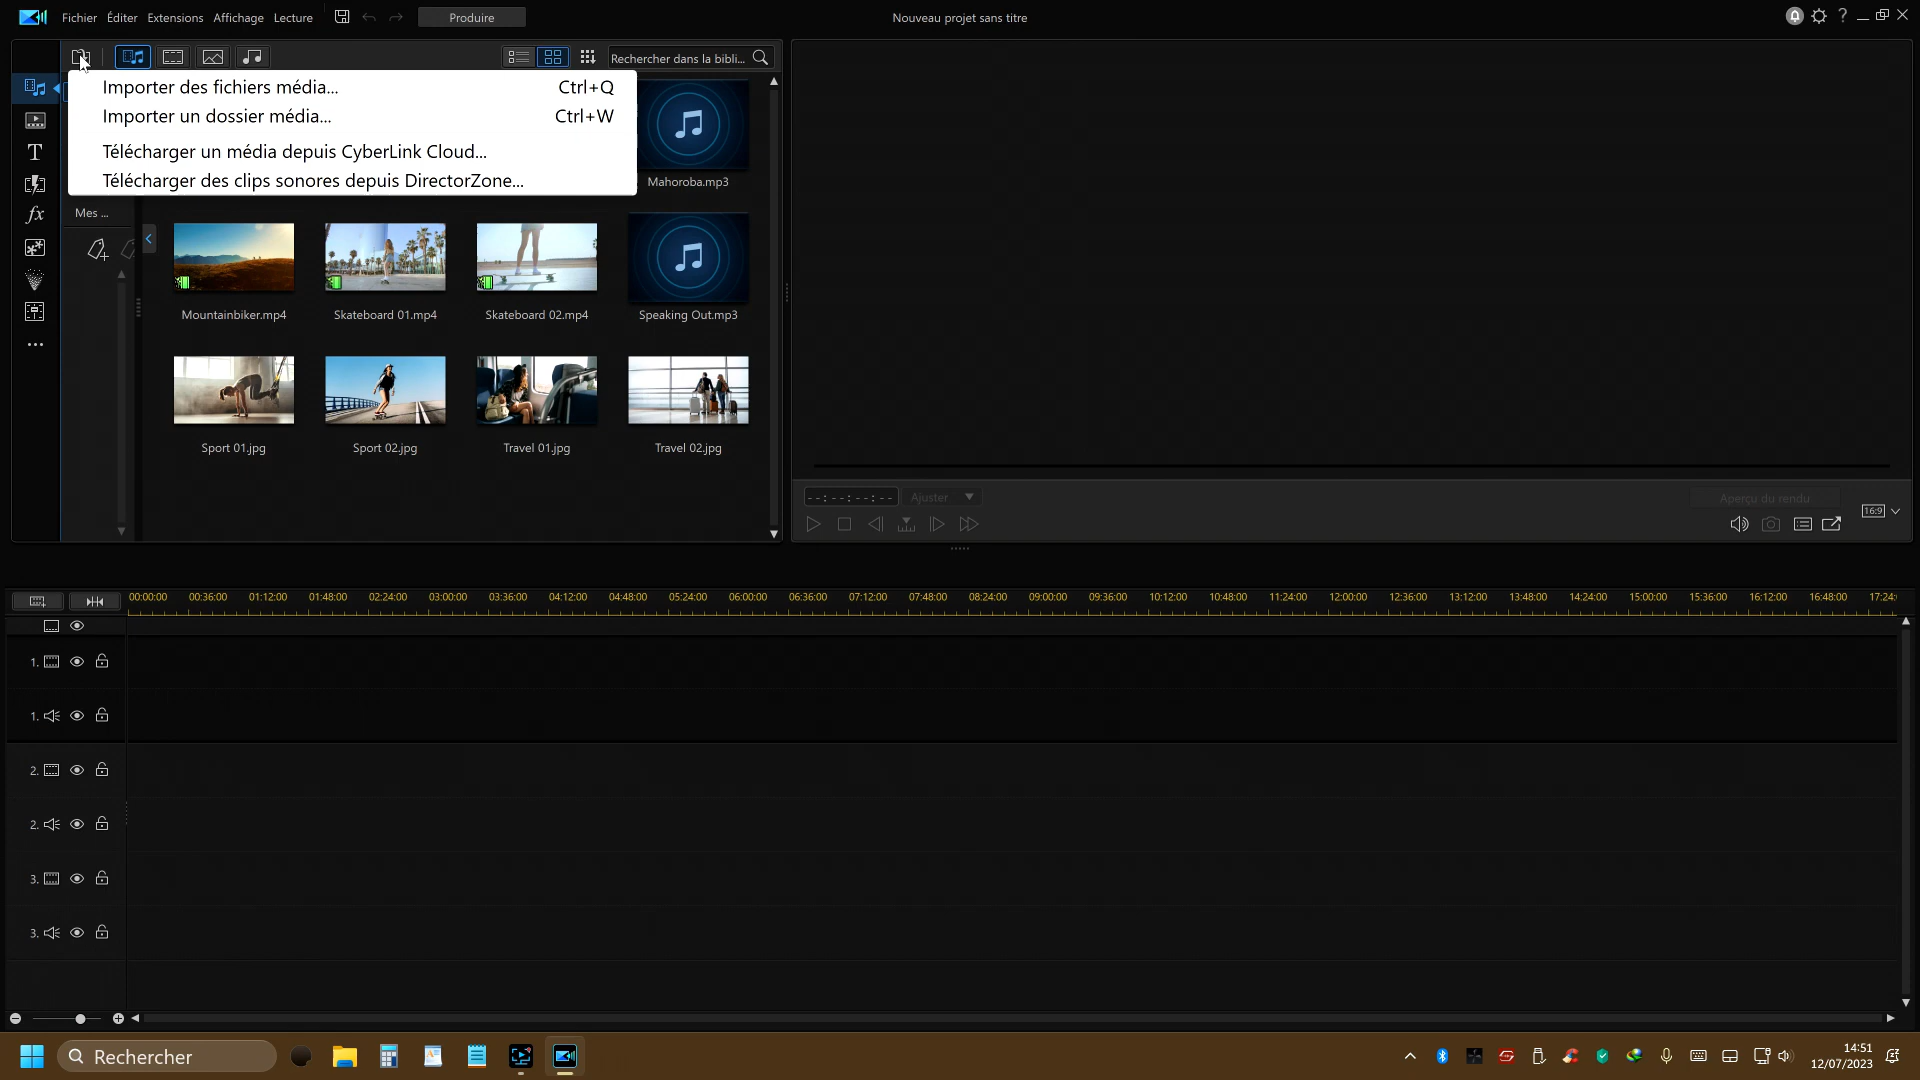 Fichier Éditer Extensions Affichage Lecture Produire Nouveau projet sans titre
Rechercher dans la bibli...
Importer des fichiers média... Ctrl+Q
Importer un dossier média... Ctrl+W
Télécharger un média depuis CyberLink Cloud...
Télécharger des clips sonores depuis DirectorZone...
Mahoroba.mp3
Mes ...
Mountainbiker.mp4 Skateboard 01.mp4 Skateboard 02.mp4 Speaking Out.mp3
Sport 01.jpg Sport 02.jpg Travel 01.jpg Travel 02.jpg
--:--:--:-- Ajuster Aperçu du rendu
16:9
00:00:00 00:36:00 01:12:00 01:48:00 02:24:00 03:00:00 03:36:00 04:12:00 04:48:00 05:24:00 06:00:00 06:36:00 07:12:00 07:48:00 08:24:00 09:00:00 09:36:00 10:12:00 10:48:00 11:24:00 12:00:00 12:36:00 13:12:00 13:48:00 14:24:00 15:00:00 15:36:00 16:12:00 16:48:00 17:24:
1.
1.
2.
2.
3.
3.
Rechercher
14:51
12/07/2023